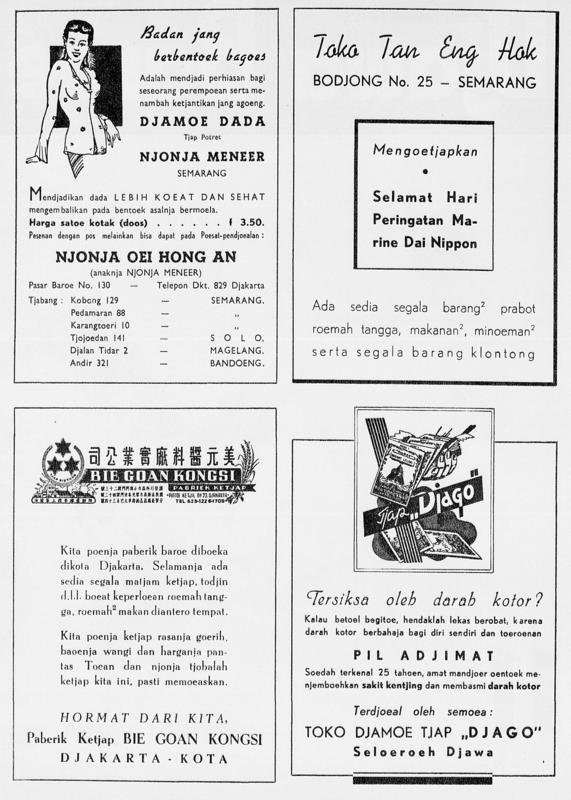 Badan jang
berbentoek bagoes
Adalah mendjadi perhiasan bagi
seseorang perempoean serta me-
nambah ketjantikan jang agoeng.
DJAMOE DADA
Tjap Potret
NJONJA MENEER
SEMARANG
Mendjadikan dada LEBIH KOEAT DAN SEHAT
mengembalikan pada bentoek asalnja bermoela.
Harga satoe kotak (doos) . . . . . . f 3.50.
Pesenan dengan pos melainkan bisa dapat pada Poesat-pendjoealan:
NJONJA OEI HONG AN
(anaknja NJONJA MENEER)
Pasar Baroe No. 130 — Telepon Dkt. 829 Djakarta
Tjabang: Kobong 129 — SEMARANG.
Pedamaran 88 — „
Karangtoeri 10 — „
Tjojoedan 141 — SOLO.
Djalan Tidar 2 — MAGELANG.
Andir 321 — BANDOENG.
Toko Tan Eng Hok
BODJONG No. 25 – SEMARANG
Mengoetjapkan
•
Selamat Hari
Peringatan Ma-
rine Dai Nippon
Ada sedia segala barang² prabot
roemah tangga, makanan², minoeman²
serta segala barang klontong
司公業實廠料醬元美
BIE GOAN KONGSI
PABRIEK KETJAP
Kita poenja paberik baroe diboeka
dikota Djakarta. Selamanja ada
sedia segala matjam ketjap, todjin
d.l.l. boeat keperloean roemah tang-
ga, roemah² makan diantero tempat.
Kita poenja ketjap rasanja goerih,
baoenja wangi dan harganja pan-
tas Toean dan njonja tjobalah
ketjap kita ini, pasti memoeaskan.
HORMAT DARI KITA,
Paberik Ketjap BIE GOAN KONGSI
DJAKARTA - KOTA
Tjap „Djago"
Tersiksa oleh darah kotor?
Kalau betoel begitoe, hendaklah lekas berobat, karena
darah kotor berbahaja bagi diri sendiri dan toeroenan
PIL ADJIMAT
Soedah terkenal 25 tahoen, amat mandjoer oentoek me-
njemboehkan sakit kentjing dan membasmi darah kotor
Terdjoeal oleh semoea:
TOKO DJAMOE TJAP „DJAGO"
Seloeroeh Djawa